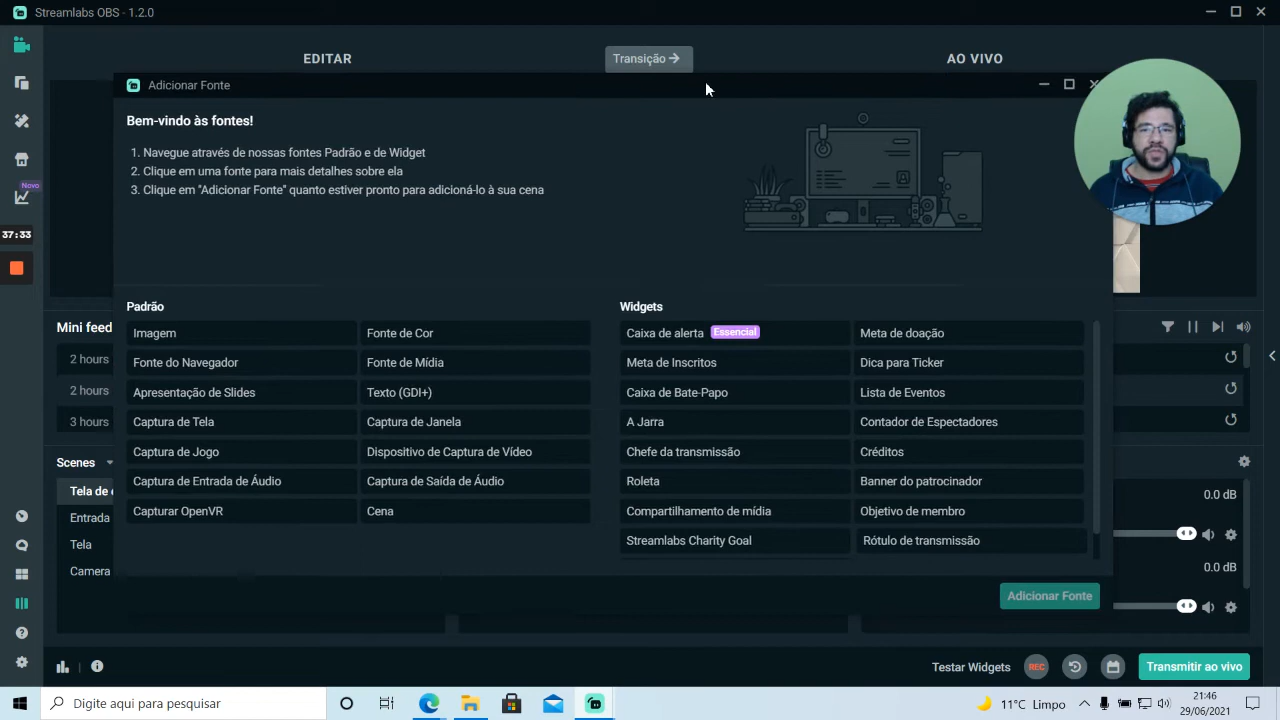 Streamlabs OBS - 1.2.0
EDITAR
Transição
AO VIVO
Adicionar Fonte
Bem-vindo às fontes!
1. Navegue através de nossas fontes Padrão e de Widget
2. Clique em uma fonte para mais detalhes sobre ela
3. Clique em "Adicionar Fonte" quanto estiver pronto para adicioná-lo à sua cena
Novo
37:33
Padrão
Imagem
Fonte de Cor
Fonte do Navegador
Fonte de Mídia
Apresentação de Slides
Texto (GDI+)
Captura de Tela
Captura de Janela
Captura de Jogo
Dispositivo de Captura de Vídeo
Captura de Entrada de Áudio
Captura de Saída de Áudio
Capturar OpenVR
Cena
Widgets
Caixa de alerta Essencial
Meta de doação
Meta de Inscritos
Dica para Ticker
Caixa de Bate-Papo
Lista de Eventos
A Jarra
Contador de Espectadores
Chefe da transmissão
Créditos
Roleta
Banner do patrocinador
Compartilhamento de mídia
Objetivo de membro
Streamlabs Charity Goal
Rótulo de transmissão
Adicionar Fonte
Mini feed
2 hours
2 hours
3 hours
Scenes
Tela de
Entrada
Tela
Camera
0.0 dB
0.0 dB
Testar Widgets
REC
Transmitir ao vivo
Digite aqui para pesquisar
11°C Limpo
21:46
29/06/2021